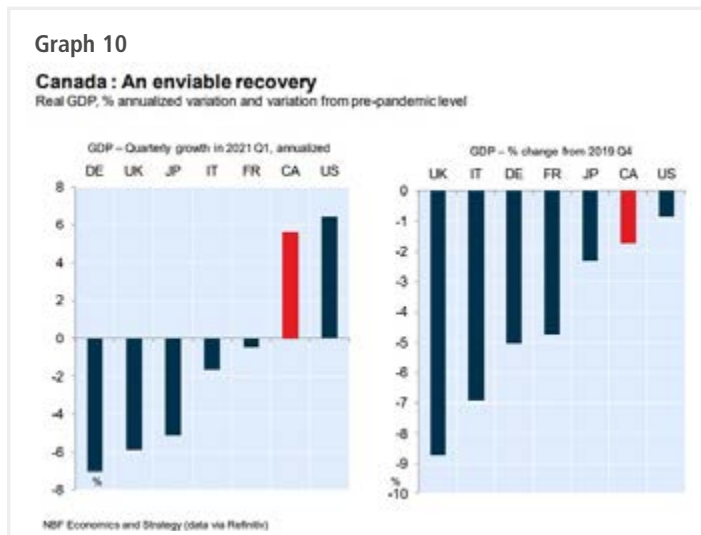 Graph 10
Canada : An enviable recovery
Real GDP, % annualized variation and variation from pre-pandemic level
GDP – Quarterly growth in 2021 Q1, annualized
DE UK JP IT FR CA US
8
6
4
2
0
-2
-4
-6
-8
%
GDP – % change from 2019 Q4
UK IT DE FR JP CA US
0
-1
-2
-3
-4
-5
-6
-7
-8
-9
-10
%
NBF Economics and Strategy (data via Refinitiv)